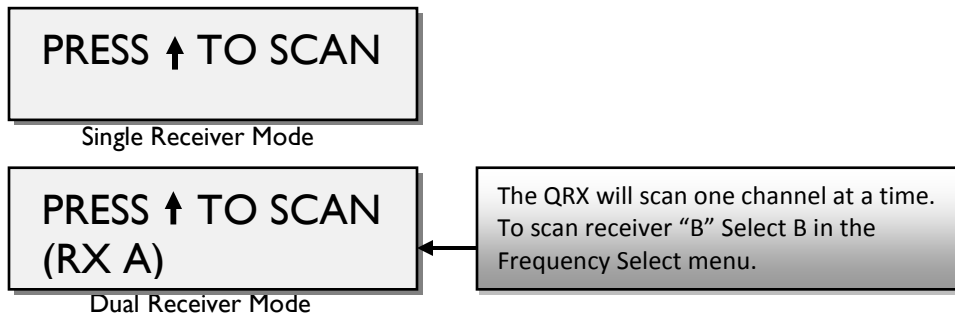 PRESS ↑ TO SCAN
Single Receiver Mode
PRESS ↑ TO SCAN
(RX A)
Dual Receiver Mode
The QRX will scan one channel at a time.
To scan receiver “B” Select B in the
Frequency Select menu.